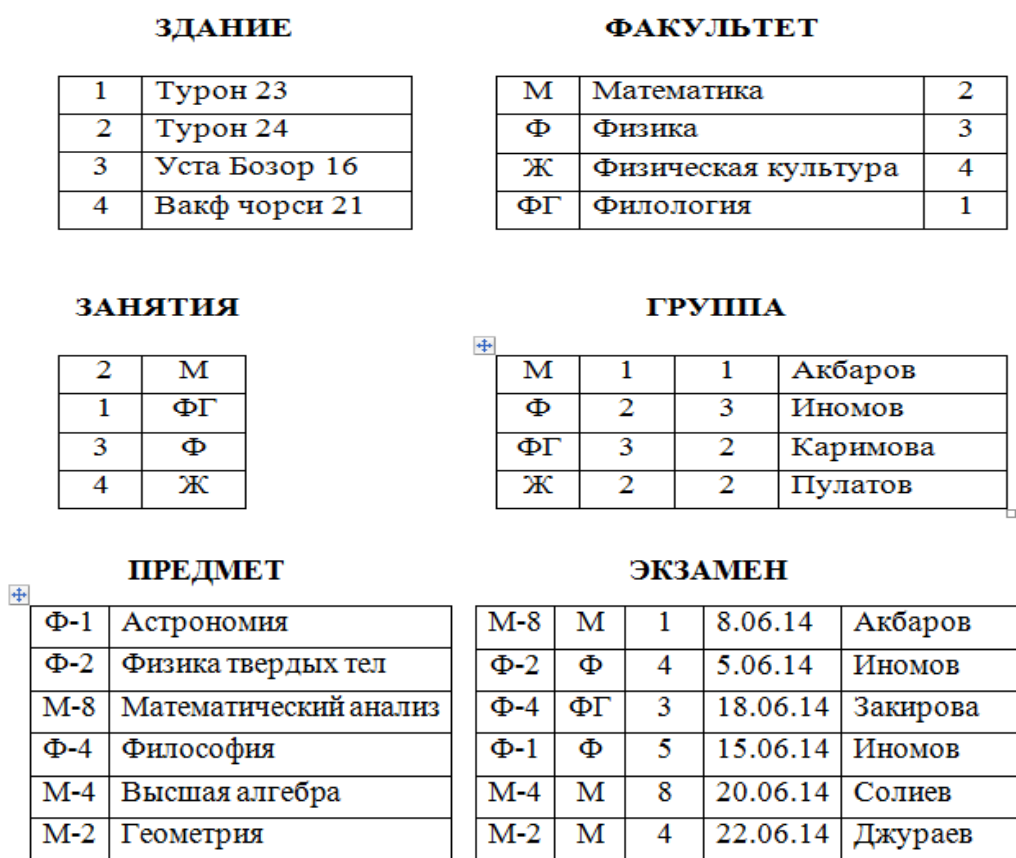 ЗДАНИЕ
1 Турон 23
2 Турон 24
3 Уста Бозор 16
4 Вакф чорси 21
ФАКУЛЬТЕТ
М Математика 2
Ф Физика 3
Ж Физическая культура 4
ФГ Филология 1
ЗАНЯТИЯ
2 М
1 ФГ
3 Ф
4 Ж
ГРУППА
М 1 1 Акбаров
Ф 2 3 Иномов
ФГ 3 2 Каримова
Ж 2 2 Пулатов
ПРЕДМЕТ
Ф-1 Астрономия
Ф-2 Физика твердых тел
М-8 Математический анализ
Ф-4 Философия
М-4 Высшая алгебра
М-2 Геометрия
ЭКЗАМЕН
М-8 М 1 8.06.14 Акбаров
Ф-2 Ф 4 5.06.14 Иномов
Ф-4 ФГ 3 18.06.14 Закирова
Ф-1 Ф 5 15.06.14 Иномов
М-4 М 8 20.06.14 Солиев
М-2 М 4 22.06.14 Джураев